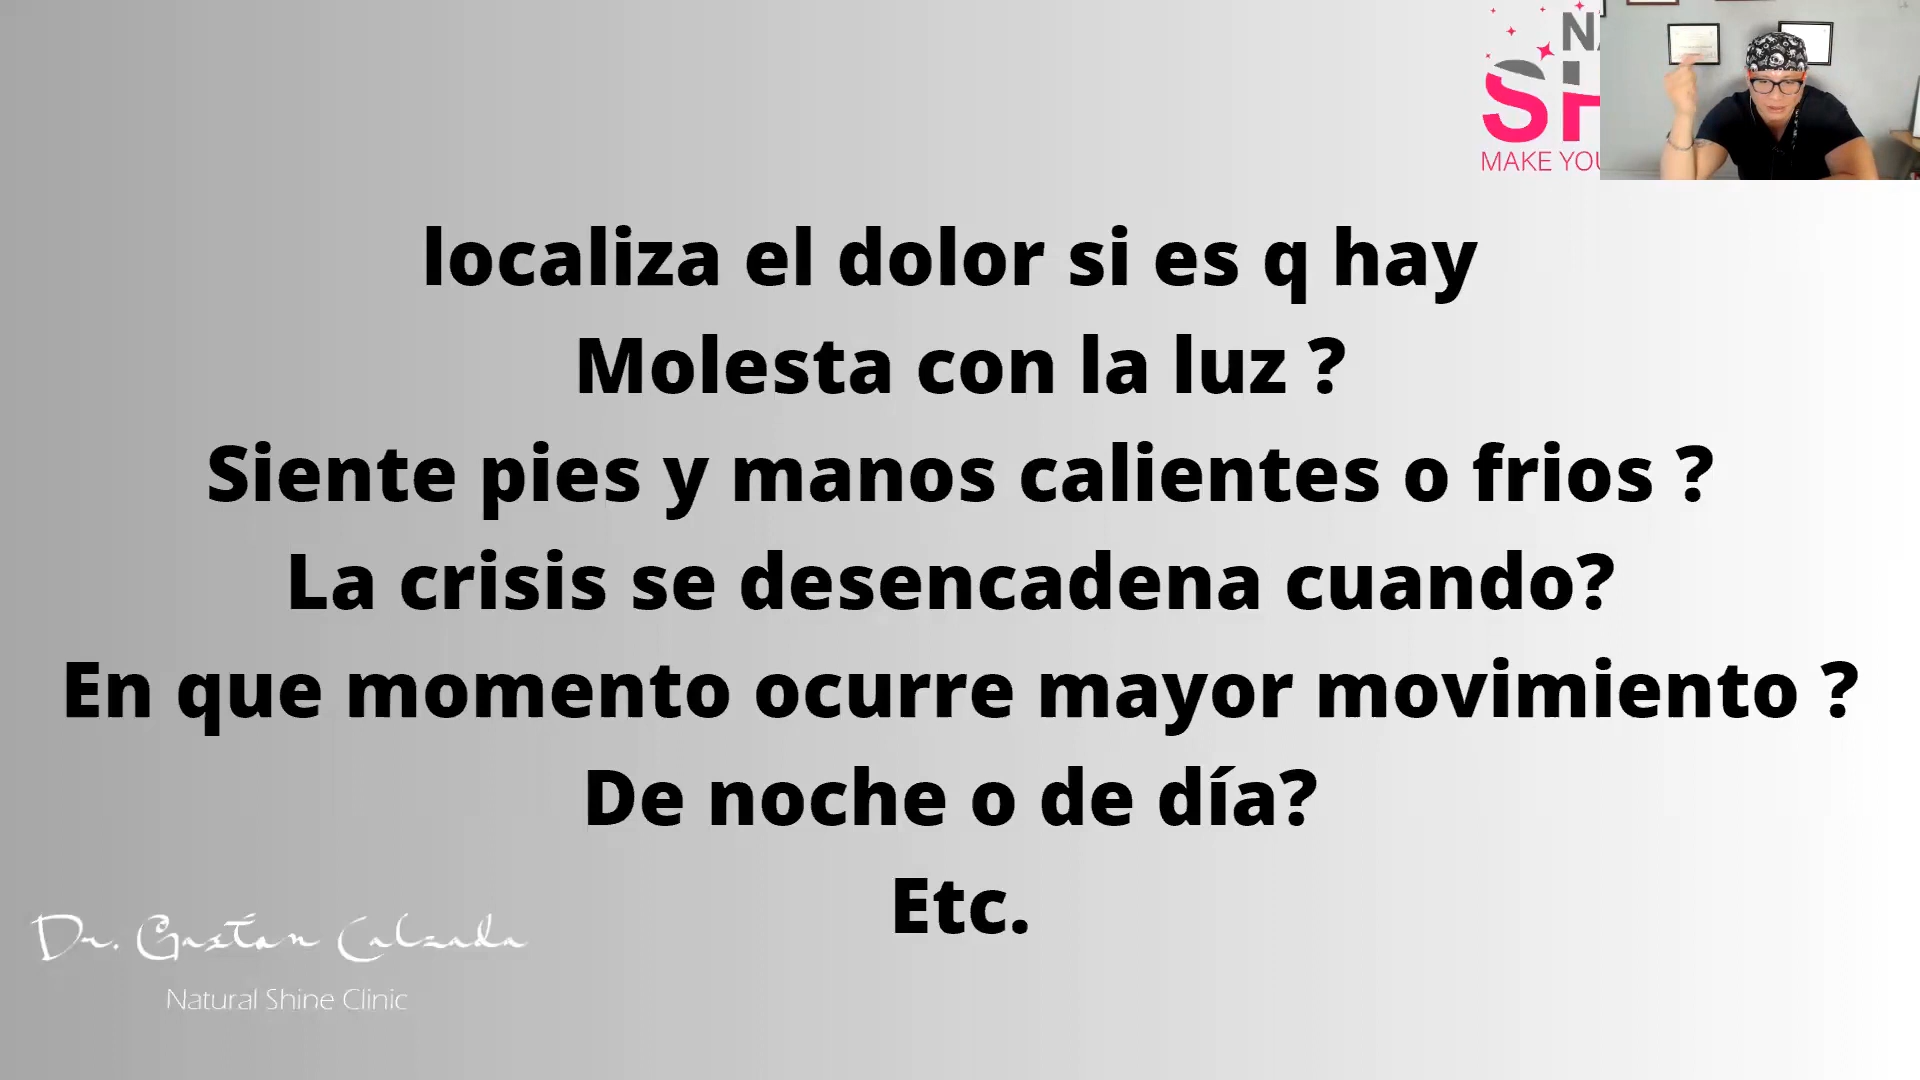 SH
MAKE YOU
localiza el dolor si es q hay
Molesta con la luz ?
Siente pies y manos calientes o frios ?
La crisis se desencadena cuando?
En que momento ocurre mayor movimiento ?
De noche o de día?
Etc.
Dr. Gastán Calzada
Natural Shine Clinic